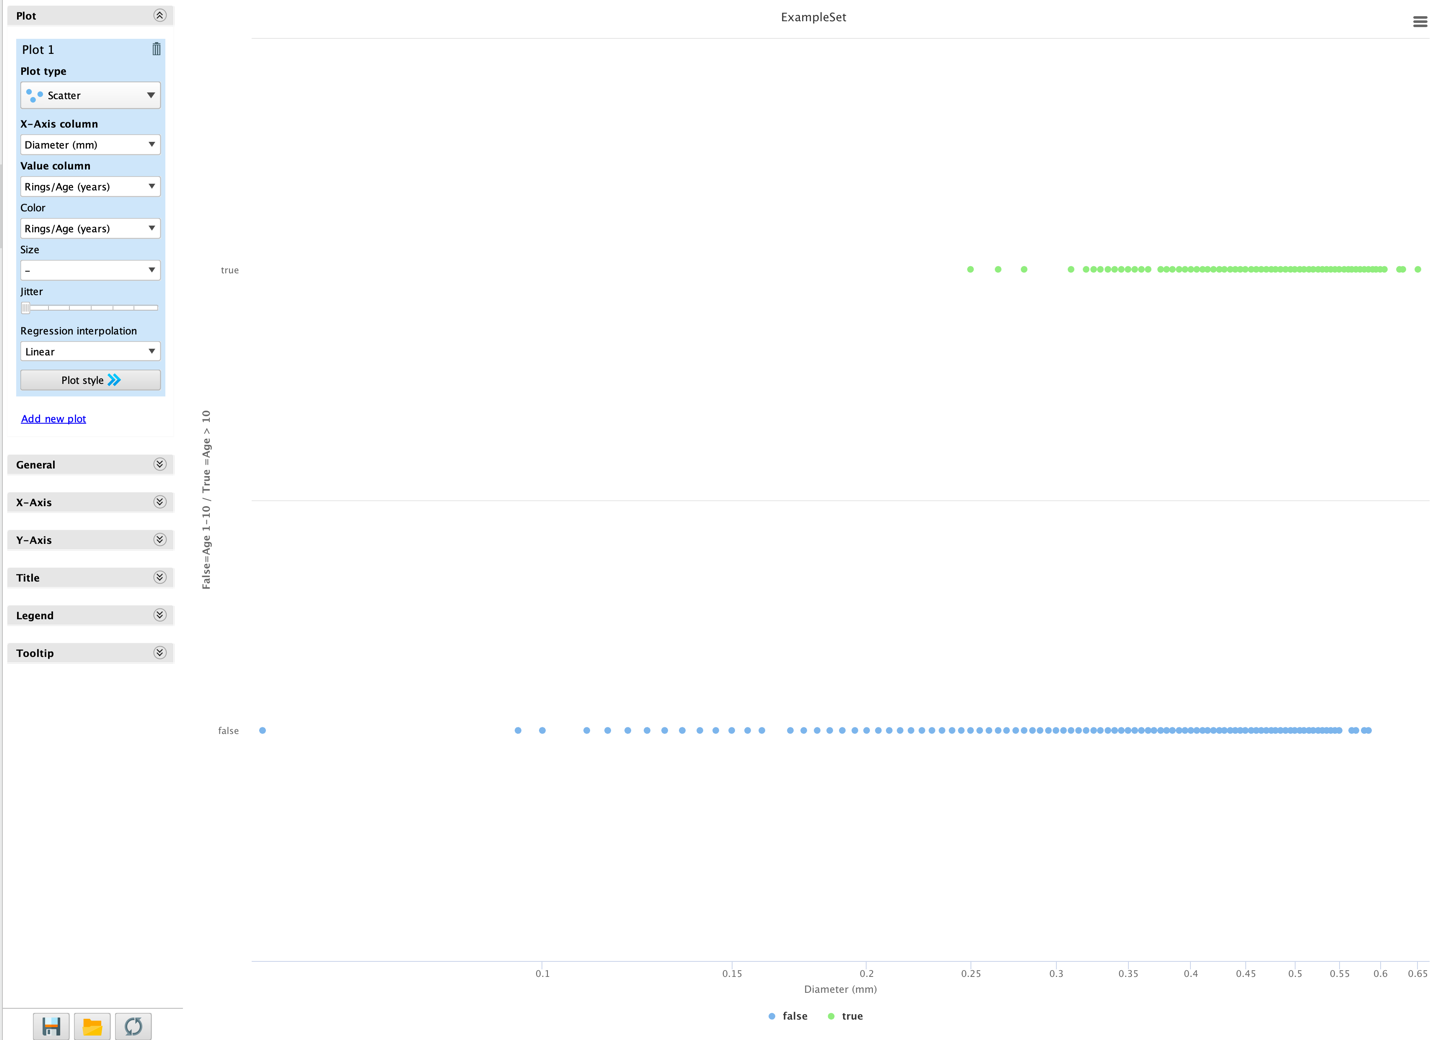 Plot
Plot 1
Plot type
Scatter
X-Axis column
Diameter (mm)
Value column
Rings/Age (years)
Color
Rings/Age (years)
Size
–
Jitter
Regression interpolation
Linear
Plot style
Add new plot
General
X-Axis
Y-Axis
Title
Legend
Tooltip
ExampleSet
False=Age 1-10 / True =Age > 10
true
false
0.1 0.15 0.2 0.25 0.3 0.35 0.4 0.45 0.5 0.55 0.6 0.65
Diameter (mm)
false true